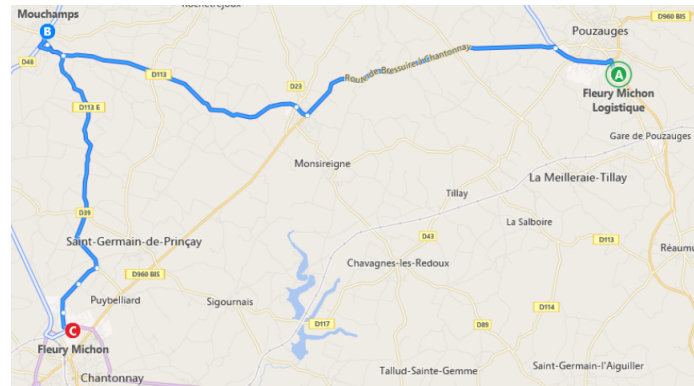 Rochetrejoux
Mouchamps
B
D48
D113
D113 E
D23
Route de Bressuire à Chantonnay
Pouzauges
D960 BIS
A
Fleury Michon
Logistique
Gare de Pouzauges
Monsireigne
La Meilleraie-Tillay
Tillay
La Salboire
D39
Saint-Germain-de-Prinçay
D43
D113
Réaumu
D960 BIS
Chavagnes-les-Redoux
Puybelliard
Sigournais
D117
D114
D89
C
Fleury Michon
Chantonnay
Tallud-Sainte-Gemme
Saint-Germain-l'Aiguiller